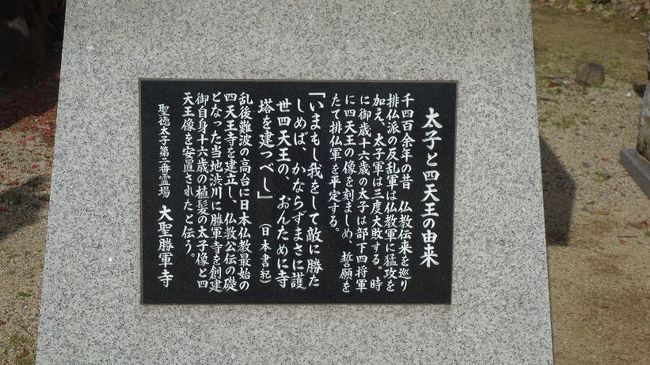 太子と四天王の由来
千四百余年の昔 仏教伝来を巡り
排仏派の反乱軍は仏教軍に猛攻を
加え、太子軍は三度大敗する。時
に御歳十六歳の太子は部下四将軍
に四天王の像を刻ましめ、誓願を
たて排仏軍を平定する。
「いまもし我をして敵に勝た
しめば、かならずまさに護
世四天王の、おんために寺
塔を建つべし」(日本書紀)
乱後難波の高台に日本仏教最初の
四天王寺を建立し、仏教公伝の礎
となった当地渋川に勝軍寺を創建
御自身十六歳の植髪の太子像と四
天王像を安置されたと伝う。
聖徳太子第二番霊場 大聖勝軍寺